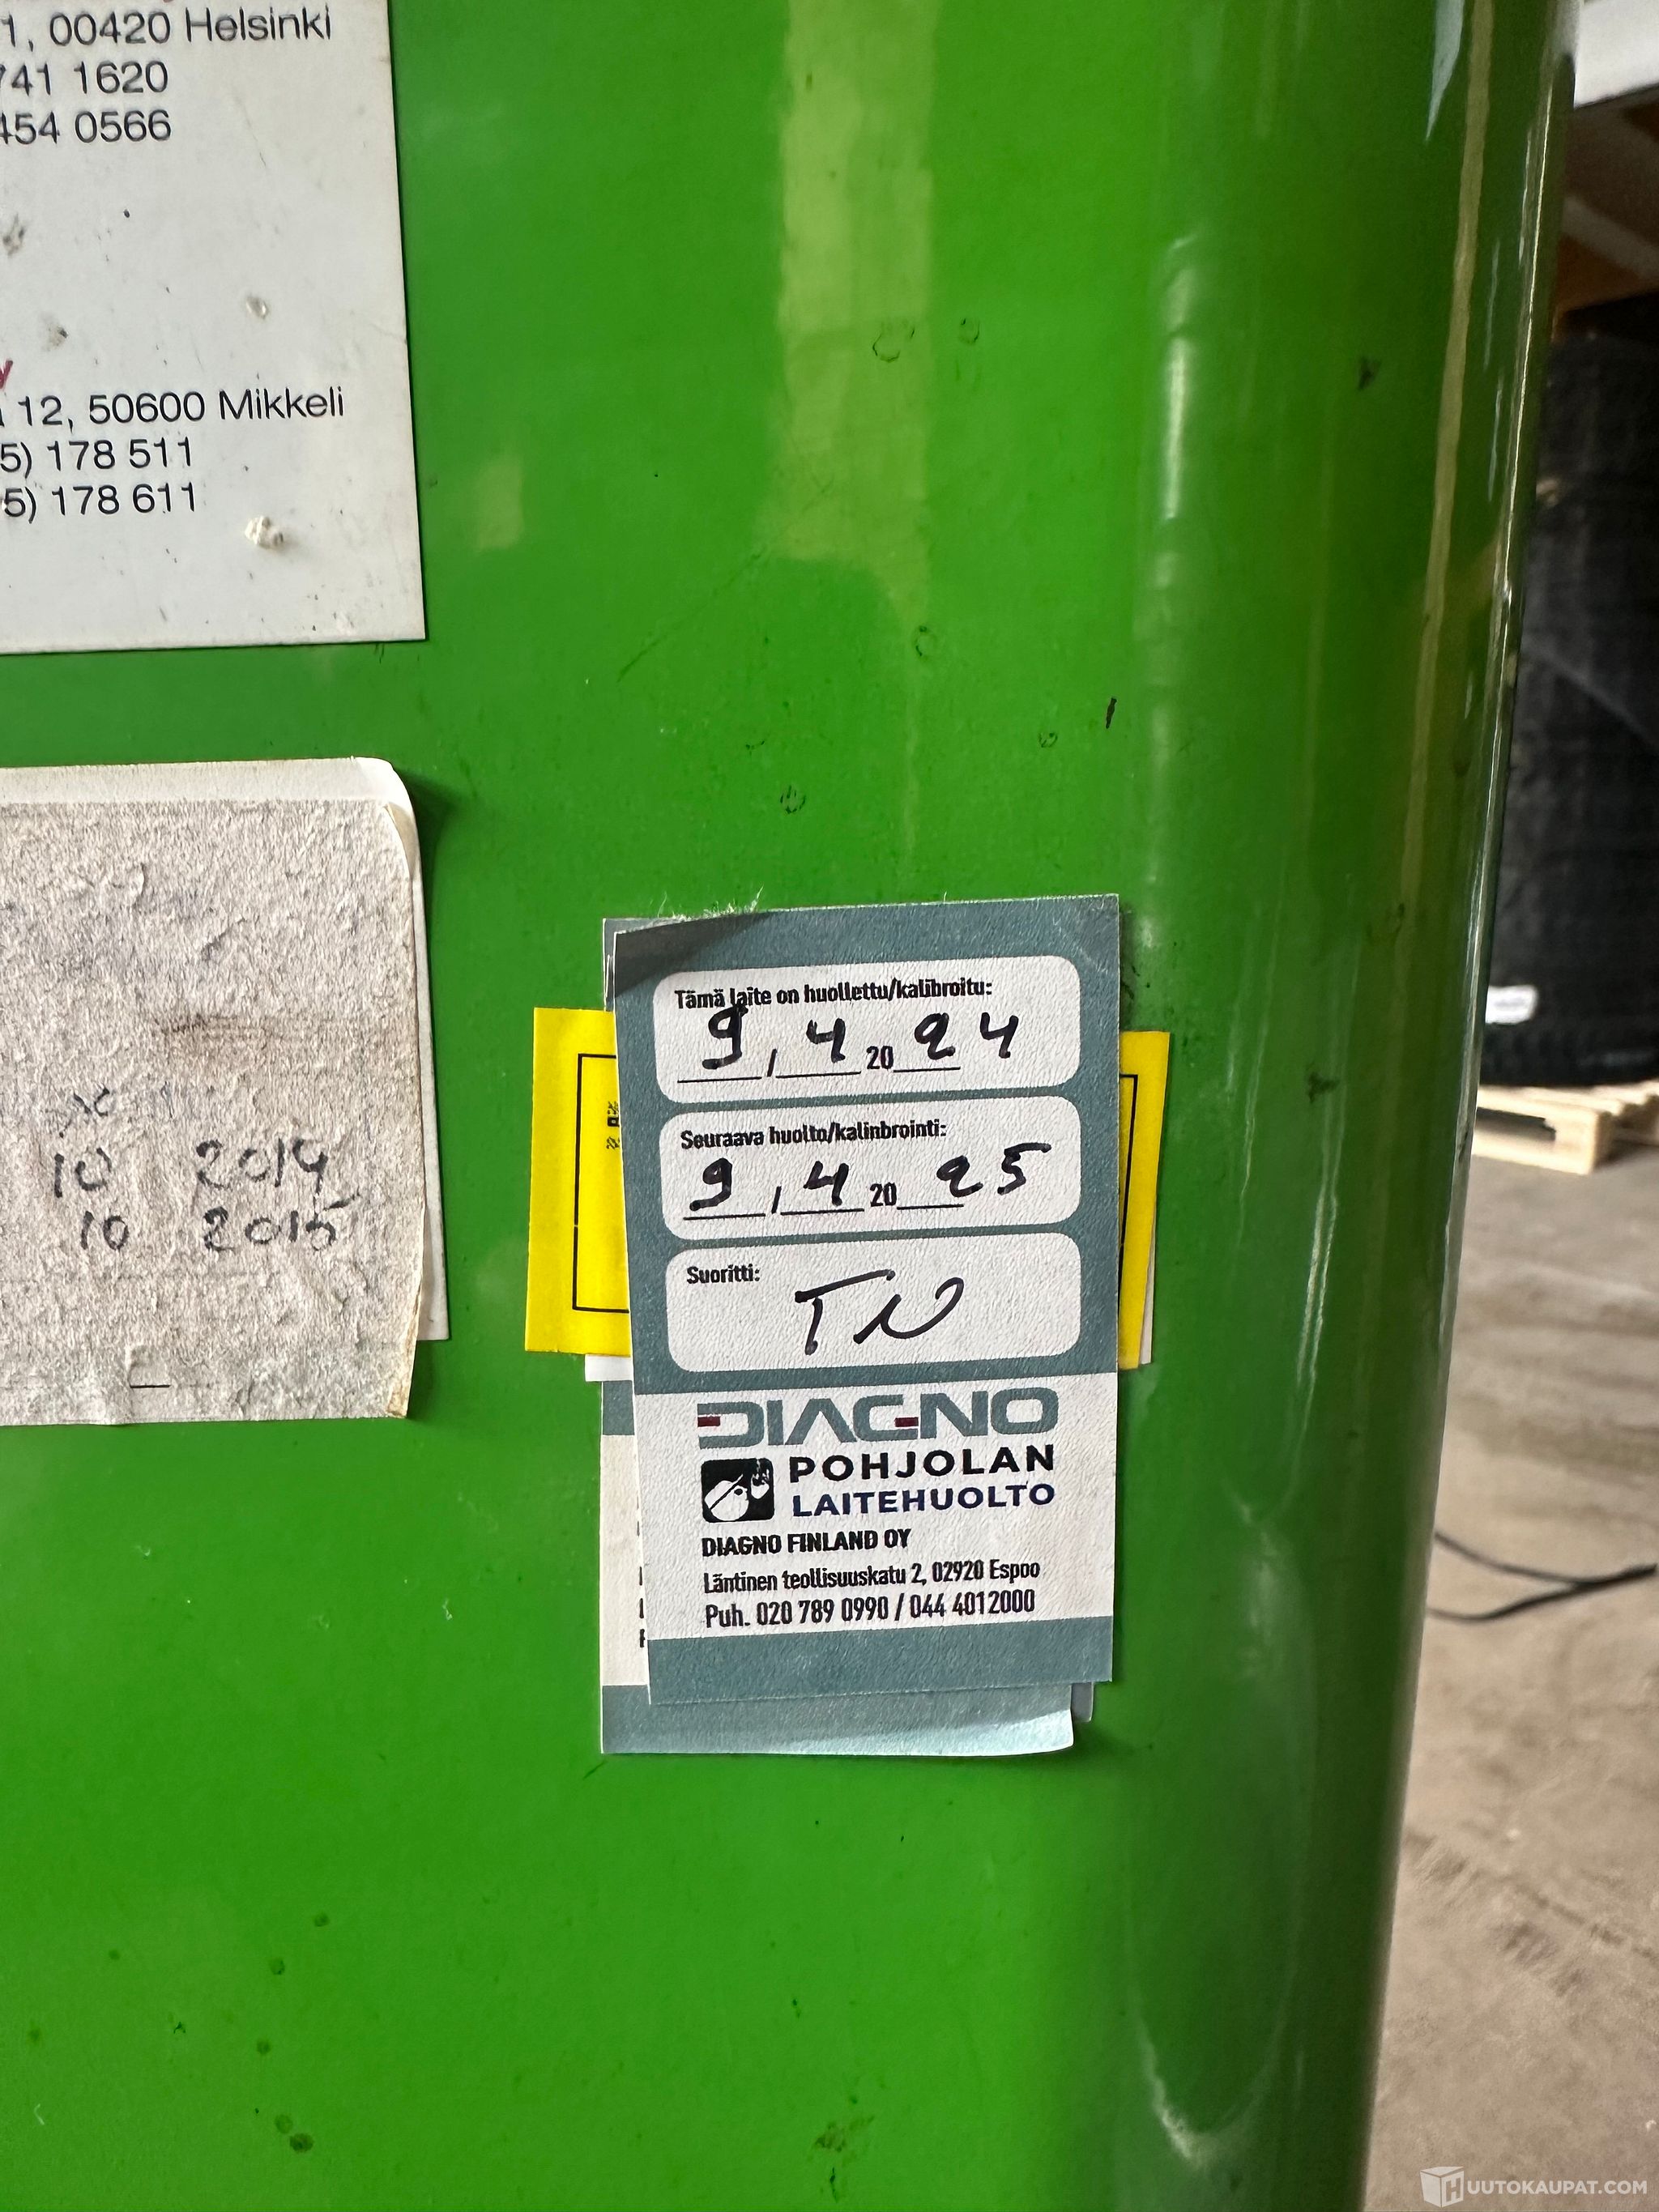 1, 00420 Helsinki
741 1620
454 0566
12, 50600 Mikkeli
5) 178 511
5) 178 611
10 2014
10 2015
Tämä laite on huollettu/kalibroitu:
9 / 4 20 24
Seuraava huolto/kalinbrointi:
9 / 4 20 25
Suoritti:
TN
DIAGNO
POHJOLAN
LAITEHUOLTO
DIAGNO FINLAND OY
Läntinen teollisuuskatu 2, 02920 Espoo
Puh. 020 789 0990 / 044 4012000
HUUTOKAUPAT.COM